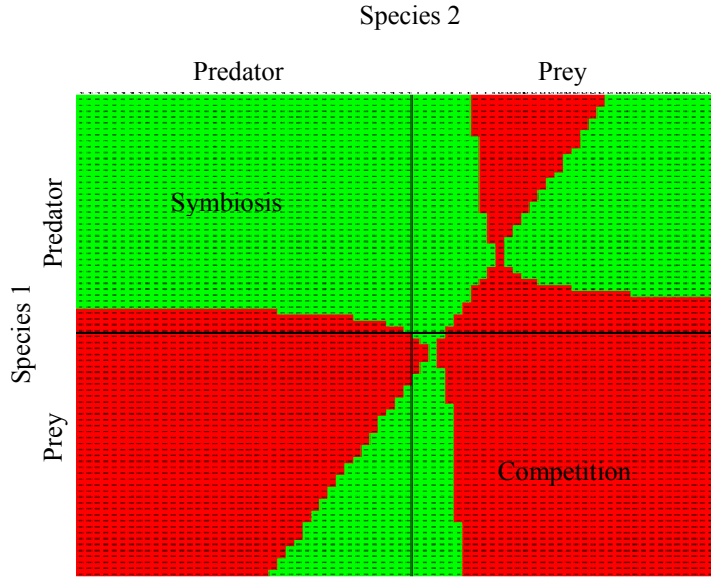 Species 2
Predator
Prey
Species 1
Predator
Prey
Symbiosis
Competition